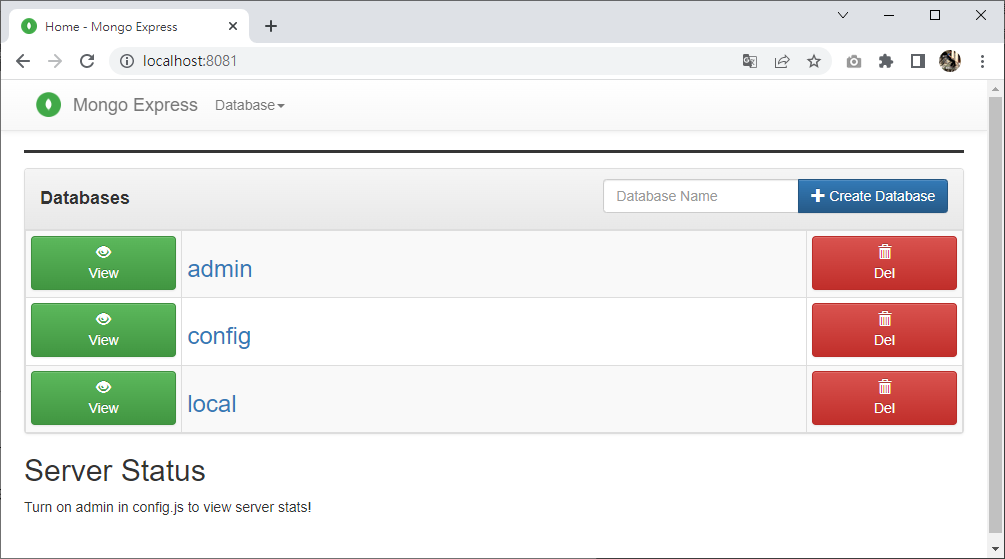 Home - Mongo Express
localhost:8081
Mongo Express Database
Databases Database Name Create Database
View admin Del
View config Del
View local Del
Server Status
Turn on admin in config.js to view server stats!